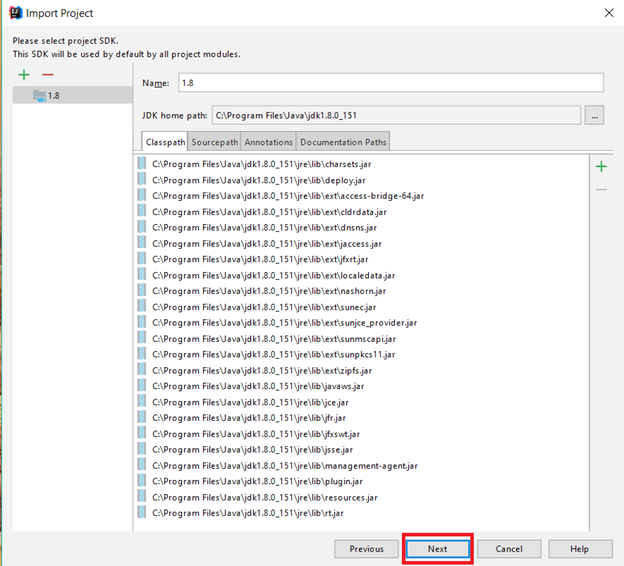 Import Project
Please select project SDK.
This SDK will be used by default by all project modules.
1.8
Name: 1.8
JDK home path: C:\Program Files\Java\jdk1.8.0_151 ...
Classpath Sourcepath Annotations Documentation Paths
C:\Program Files\Java\jdk1.8.0_151\jre\lib\charsets.jar
C:\Program Files\Java\jdk1.8.0_151\jre\lib\deploy.jar
C:\Program Files\Java\jdk1.8.0_151\jre\lib\ext\access-bridge-64.jar
C:\Program Files\Java\jdk1.8.0_151\jre\lib\ext\cldrdata.jar
C:\Program Files\Java\jdk1.8.0_151\jre\lib\ext\dnsns.jar
C:\Program Files\Java\jdk1.8.0_151\jre\lib\ext\jaccess.jar
C:\Program Files\Java\jdk1.8.0_151\jre\lib\ext\jfxrt.jar
C:\Program Files\Java\jdk1.8.0_151\jre\lib\ext\localedata.jar
C:\Program Files\Java\jdk1.8.0_151\jre\lib\ext\nashorn.jar
C:\Program Files\Java\jdk1.8.0_151\jre\lib\ext\sunec.jar
C:\Program Files\Java\jdk1.8.0_151\jre\lib\ext\sunjce_provider.jar
C:\Program Files\Java\jdk1.8.0_151\jre\lib\ext\sunmscapi.jar
C:\Program Files\Java\jdk1.8.0_151\jre\lib\ext\sunpkcs11.jar
C:\Program Files\Java\jdk1.8.0_151\jre\lib\ext\zipfs.jar
C:\Program Files\Java\jdk1.8.0_151\jre\lib\javaws.jar
C:\Program Files\Java\jdk1.8.0_151\jre\lib\jce.jar
C:\Program Files\Java\jdk1.8.0_151\jre\lib\jfr.jar
C:\Program Files\Java\jdk1.8.0_151\jre\lib\jfxswt.jar
C:\Program Files\Java\jdk1.8.0_151\jre\lib\jsse.jar
C:\Program Files\Java\jdk1.8.0_151\jre\lib\management-agent.jar
C:\Program Files\Java\jdk1.8.0_151\jre\lib\plugin.jar
C:\Program Files\Java\jdk1.8.0_151\jre\lib\resources.jar
C:\Program Files\Java\jdk1.8.0_151\jre\lib\rt.jar
Previous Next Cancel Help